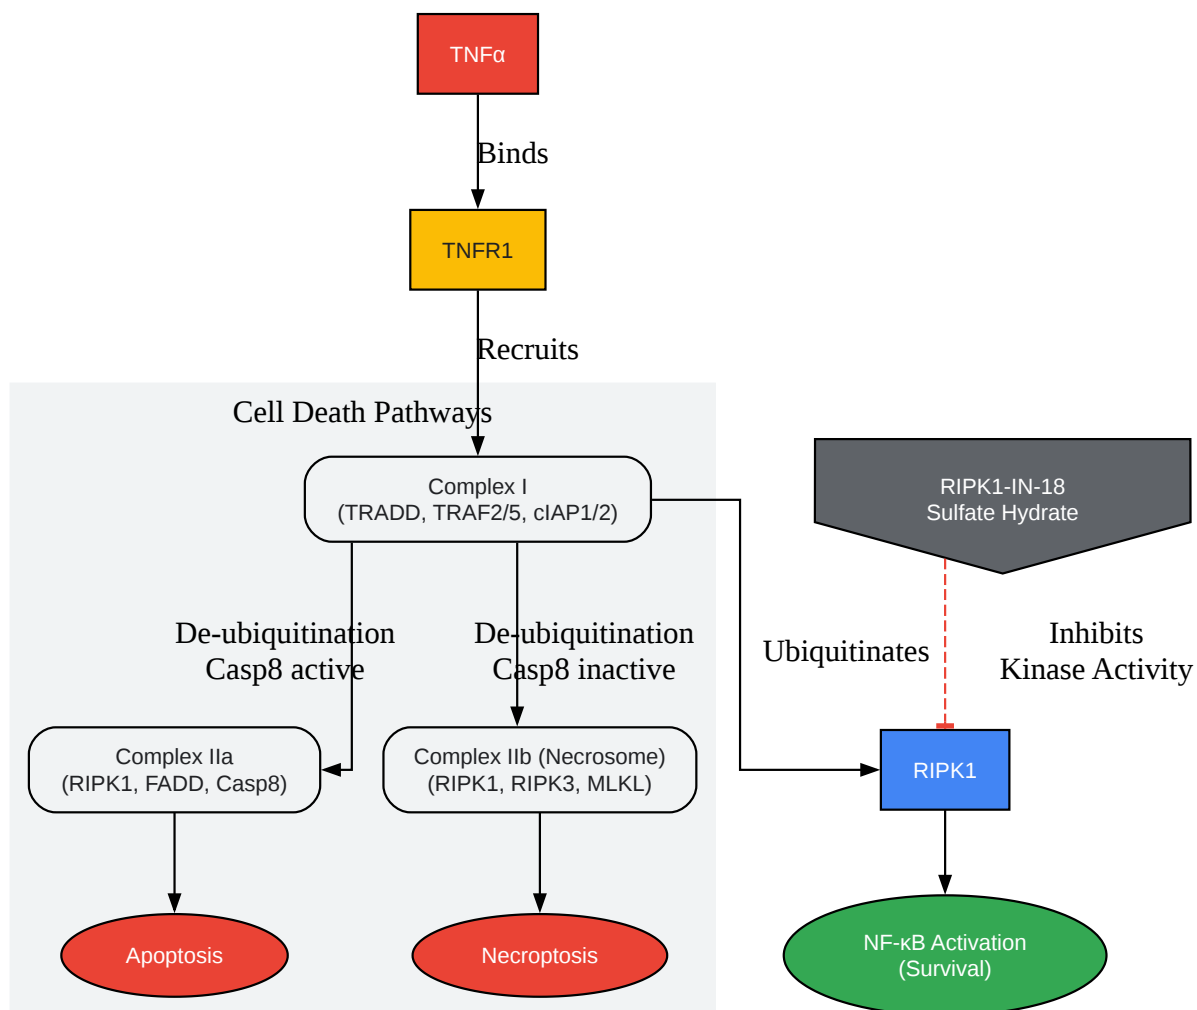 TNFα
Binds
TNFR1
Recruits
Cell Death Pathways
Complex I
(TRADD, TRAF2/5, cIAP1/2)
RIPK1-IN-18
Sulfate Hydrate
De-ubiquitination
Casp8 active
De-ubiquitination
Casp8 inactive
Ubiquitinates
Inhibits
Kinase Activity
Complex IIa
(RIPK1, FADD, Casp8)
Complex IIb (Necrosome)
(RIPK1, RIPK3, MLKL)
RIPK1
Apoptosis
Necroptosis
NF-κB Activation
(Survival)